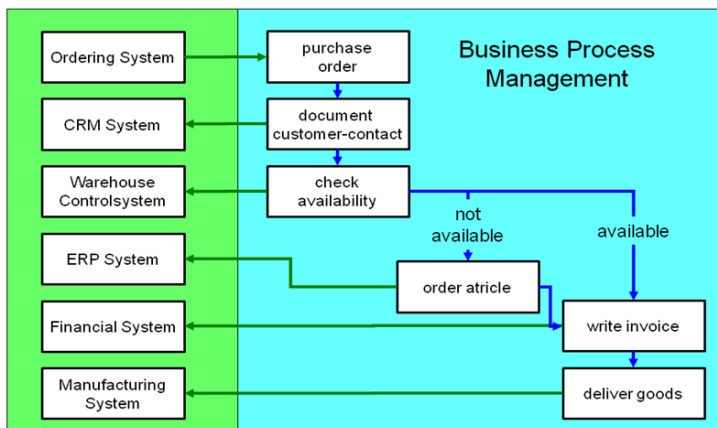 Business Process
Management
Ordering System
purchase
order
CRM System
document
customer-contact
Warehouse
Controlsystem
check
availability
not
available
available
ERP System
order atricle
Financial System
write invoice
Manufacturing
System
deliver goods